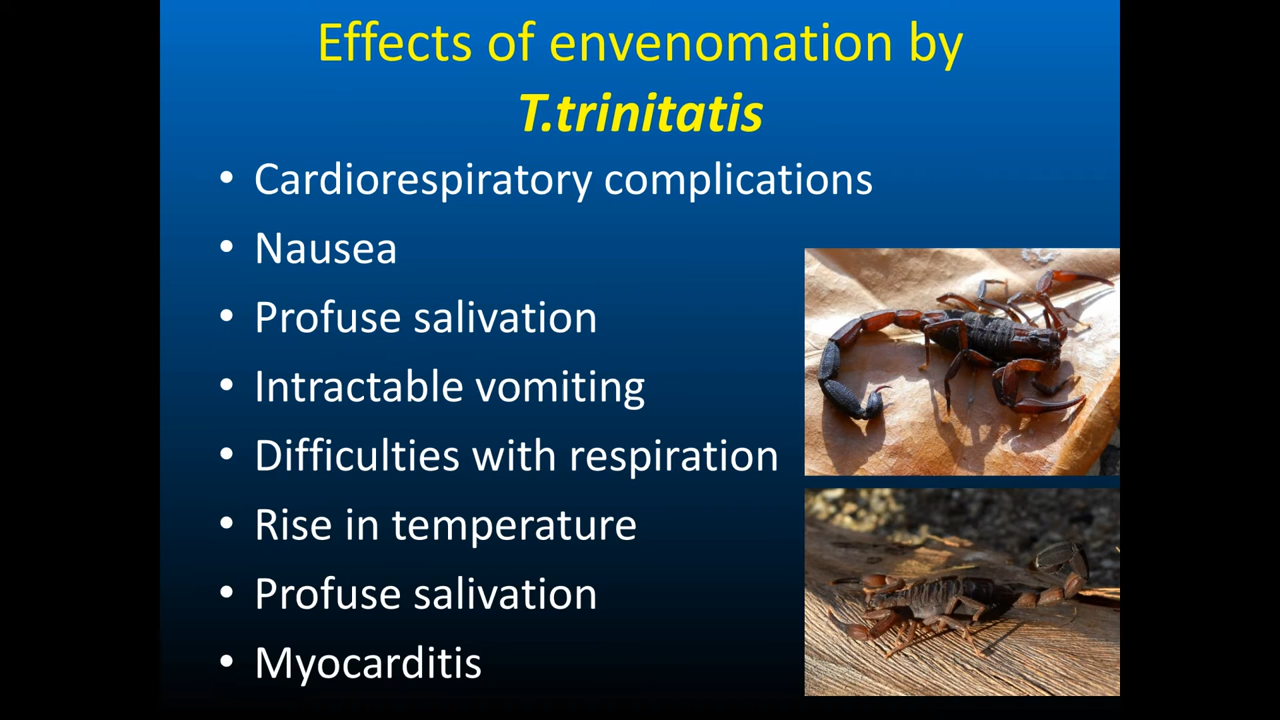 Effects of envenomation by
T.trinitatis
• Cardiorespiratory complications
• Nausea
• Profuse salivation
• Intractable vomiting
• Difficulties with respiration
• Rise in temperature
• Profuse salivation
• Myocarditis